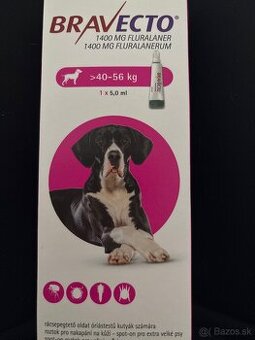 BRAVECTO®
1400 MG FLURALANER
1400 MG FLURALANERUM
>40-56 kg
1 x 5,0 ml
rácsepegtető oldat óriástestű kutyák számára
roztok pro nakapání na kůži - spot-on pro extra velké psy
© Bazos.sk